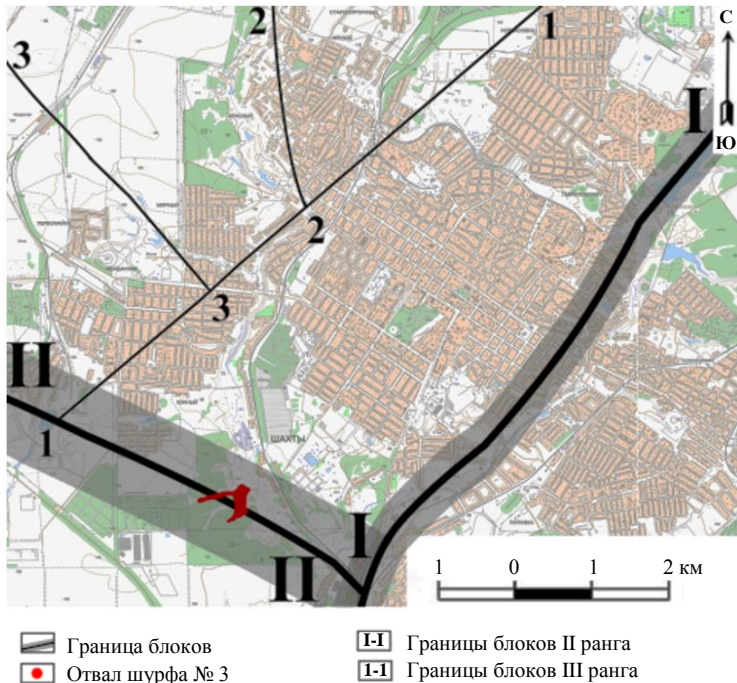 2
1
С
Ю
I
3
2
3
II
1
ШАХТЫ
I
II
1 0 1 2 км
Граница блоков
Отвал шурфа № 3
I-I Границы блоков II ранга
1-1 Границы блоков III ранга